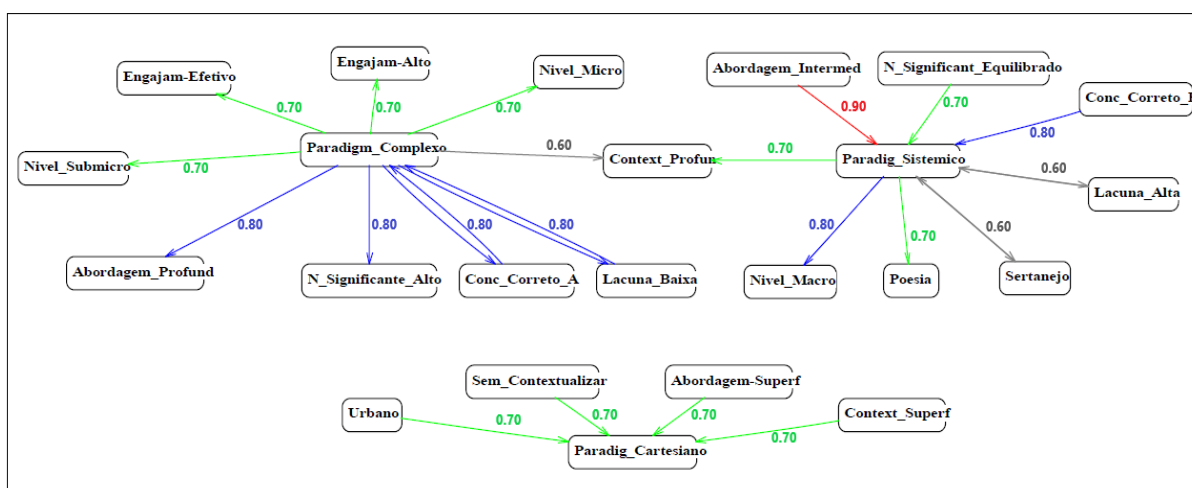 Engajam-Efetivo
Engajam-Alto
Nivel_Micro
Abordagem_Intermed
N_Significant_Equilibrado
Conc_Correto_
0.70
0.70
0.70
0.90
0.70
0.80
Nivel_Submicro
0.70
Paradigm_Complexo
0.60
Context_Profun
0.70
Paradig_Sistemico
0.60
Lacuna_Alta
0.80
0.80
0.80
0.80
0.80
0.70
0.60
Abordagem_Profund
N_Significante_Alto
Conc_Correto_A
Lacuna_Baixa
Nivel_Macro
Poesia
Sertanejo
Sem_Contextualizar
Abordagem-Superf
Urbano
0.70
0.70
0.70
0.70
Context_Superf
Paradig_Cartesiano